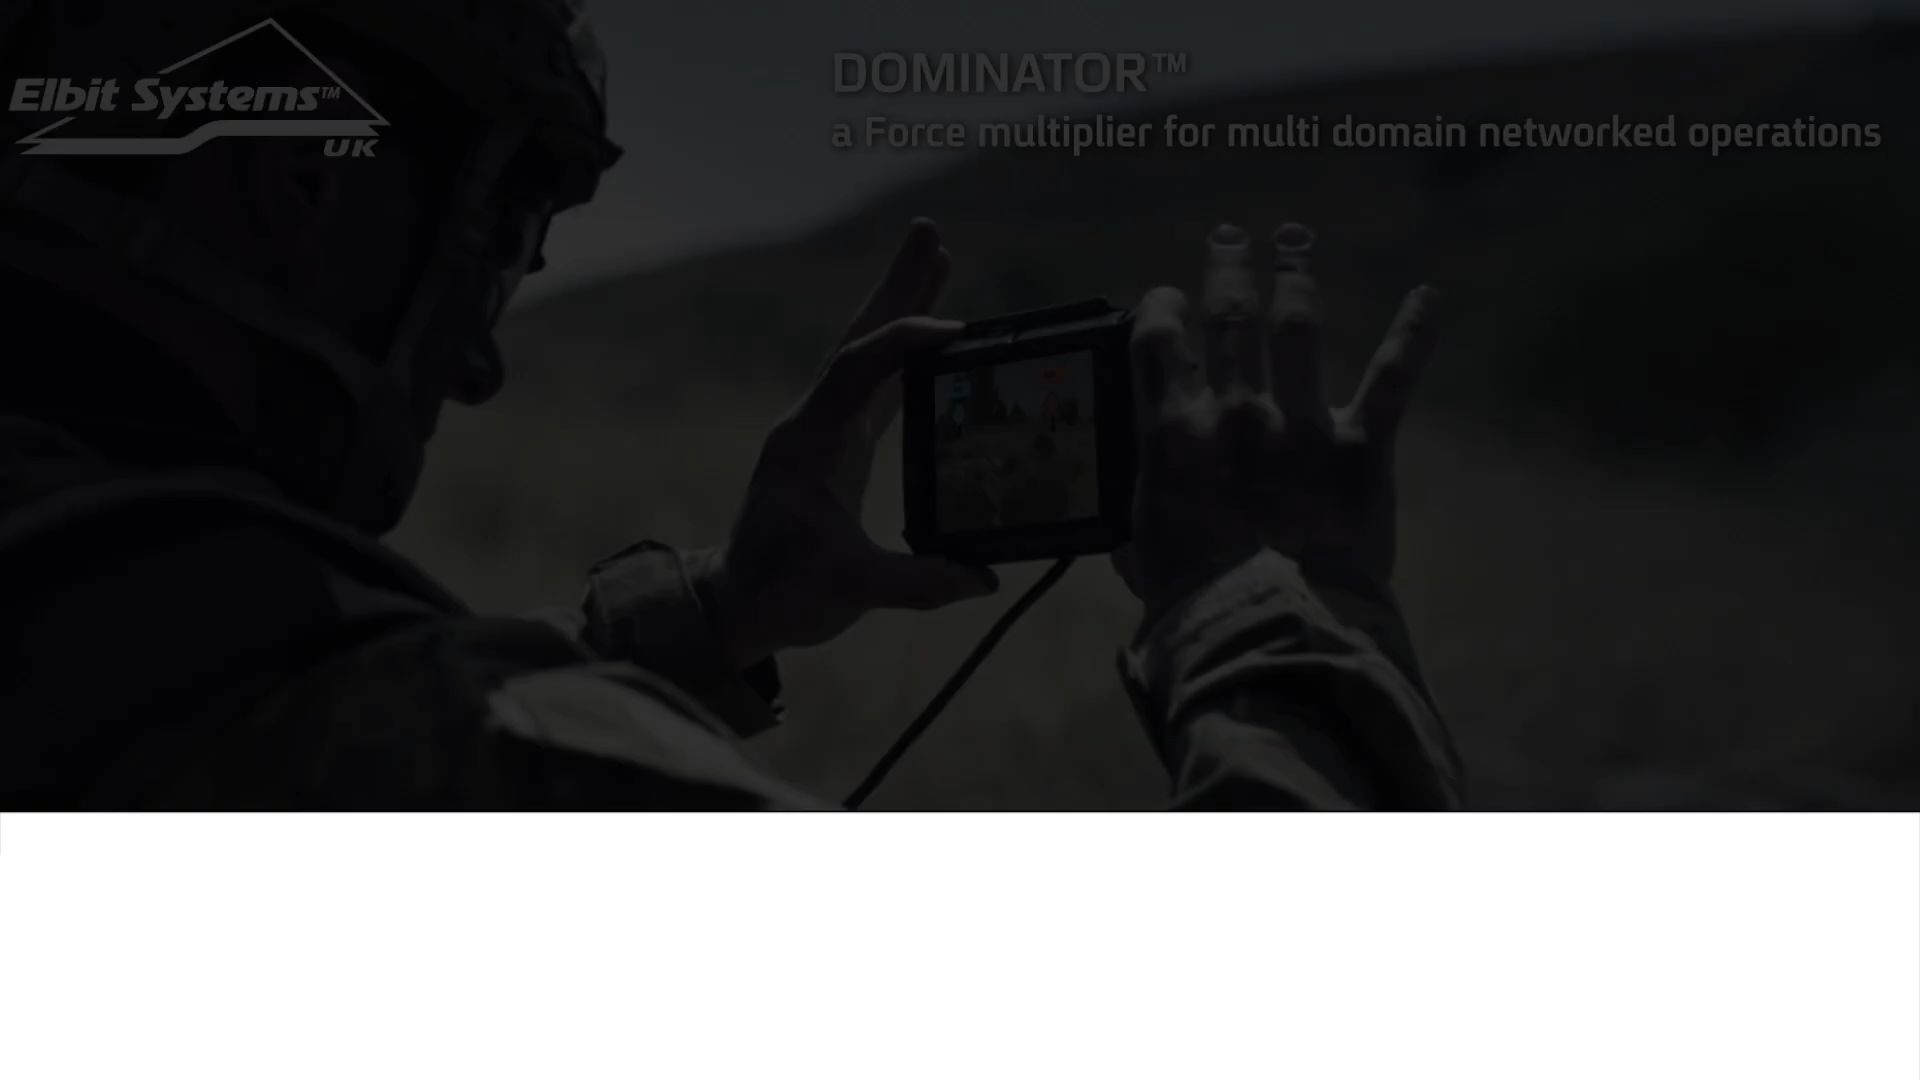 Elbit Systems™
UK
DOMINATOR™
a Force multiplier for multi domain networked operations